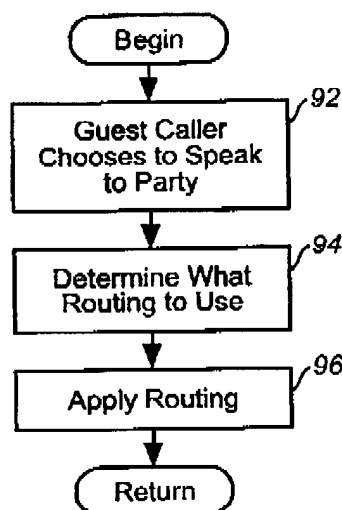 Begin
92
Guest Caller
Chooses to Speak
to Party
94
Determine What
Routing to Use
96
Apply Routing
Return